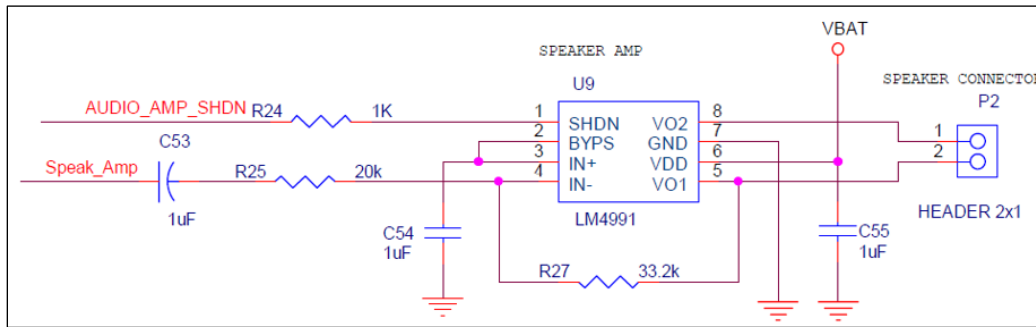 VBAT
SPEAKER AMP
SPEAKER CONNECTOR
U9
P2
AUDIO_AMP_SHDN
R24
1K
1
SHDN
VO2
8
2
BYPS
GND
7
3
IN+
VDD
6
4
IN-
VO1
5
1
2
C53
Speak_Amp
R25
20k
1uF
LM4991
HEADER 2x1
C54
1uF
C55
1uF
R27
33.2k